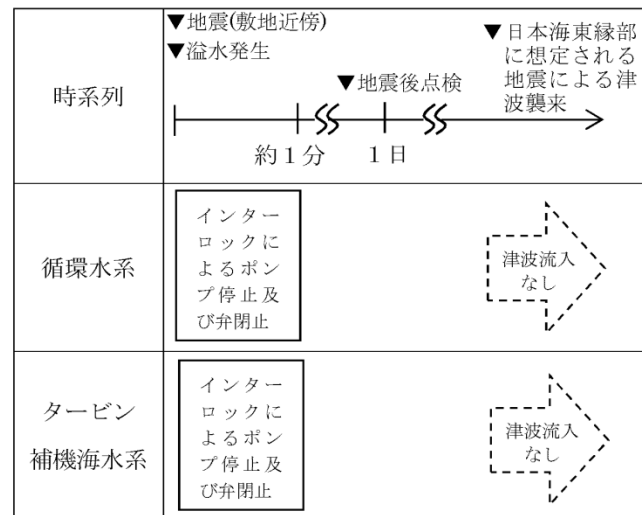 時系列
▼地震(敷地近傍)
▼溢水発生
▼地震後点検
▼日本海東縁部
に想定される
地震による津
波襲来
約1分
1日
循環水系
インター
ロックに
よるポン
プ停止及
び弁閉止
津波流入
なし
タービン
補機海水系
インター
ロックに
よるポン
プ停止及
び弁閉止
津波流入
なし